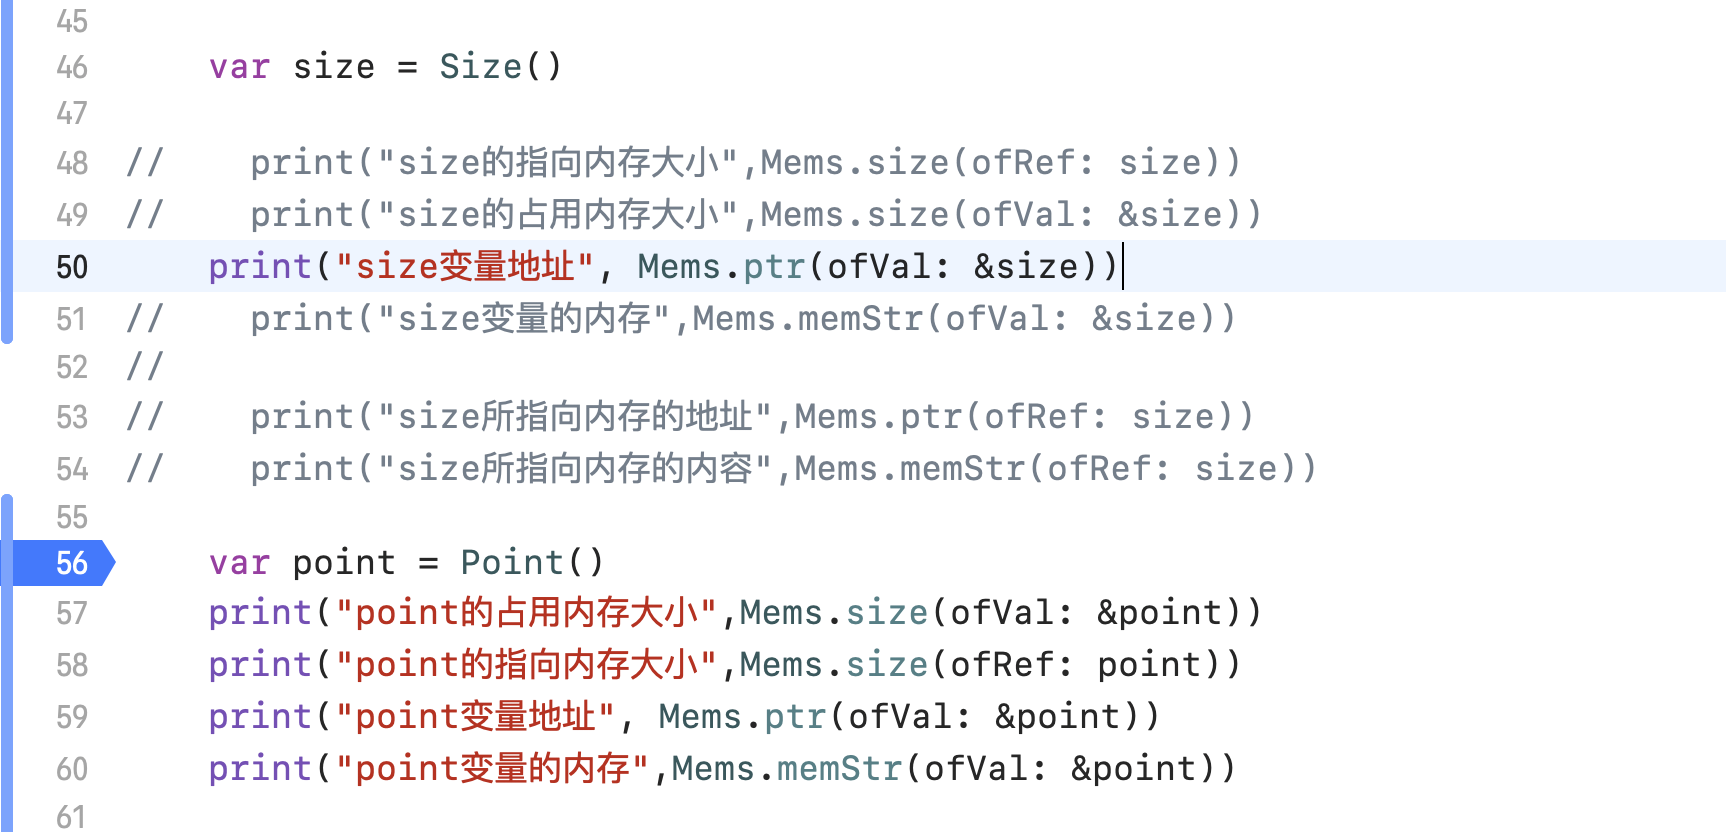 45
46 var size = Size()
47
48 // print("size的指向内存大小",Mems.size(ofRef: size))
49 // print("size的占用内存大小",Mems.size(ofVal: &size))
50 print("size变量地址", Mems.ptr(ofVal: &size))
51 // print("size变量的内存",Mems.memStr(ofVal: &size))
52 //
53 // print("size所指向内存的地址",Mems.ptr(ofRef: size))
54 // print("size所指向内存的内容",Mems.memStr(ofRef: size))
55
56 var point = Point()
57 print("point的占用内存大小",Mems.size(ofVal: &point))
58 print("point的指向内存大小",Mems.size(ofRef: point))
59 print("point变量地址", Mems.ptr(ofVal: &point))
60 print("point变量的内存",Mems.memStr(ofVal: &point))
61